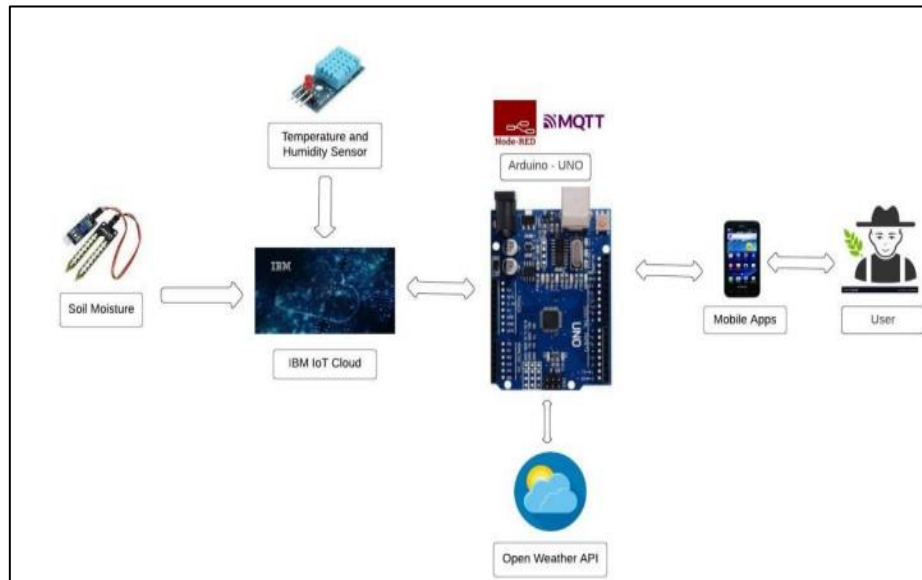 Temperature and
Humidity Sensor
Node-RED
MQTT
Arduino - UNO
Soil Moisture
IBM
IBM IoT Cloud
UNO
Mobile Apps
User
Open Weather API